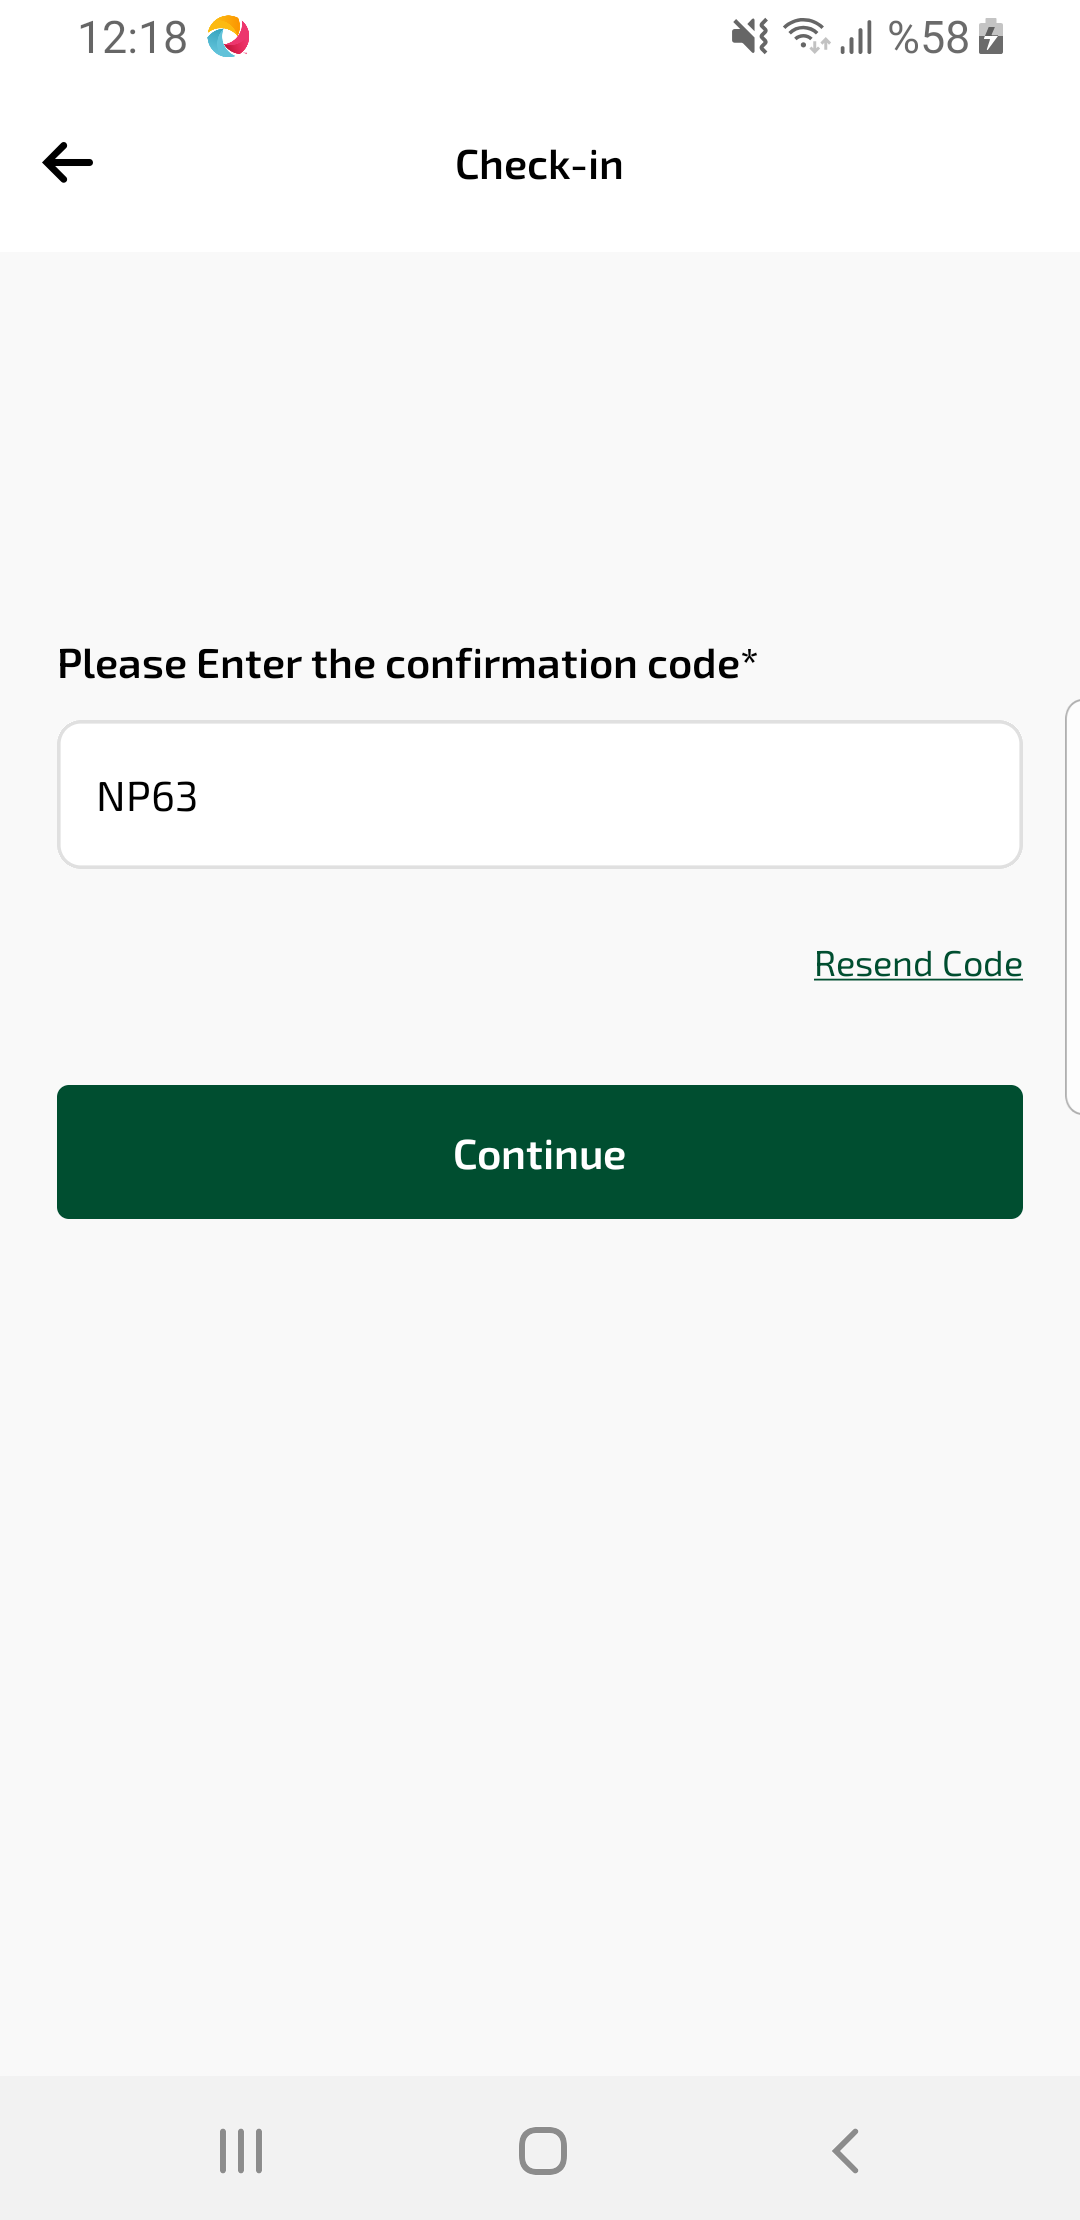 12:18 %58
Check-in
Please Enter the confirmation code*
NP63
Resend Code
Continue